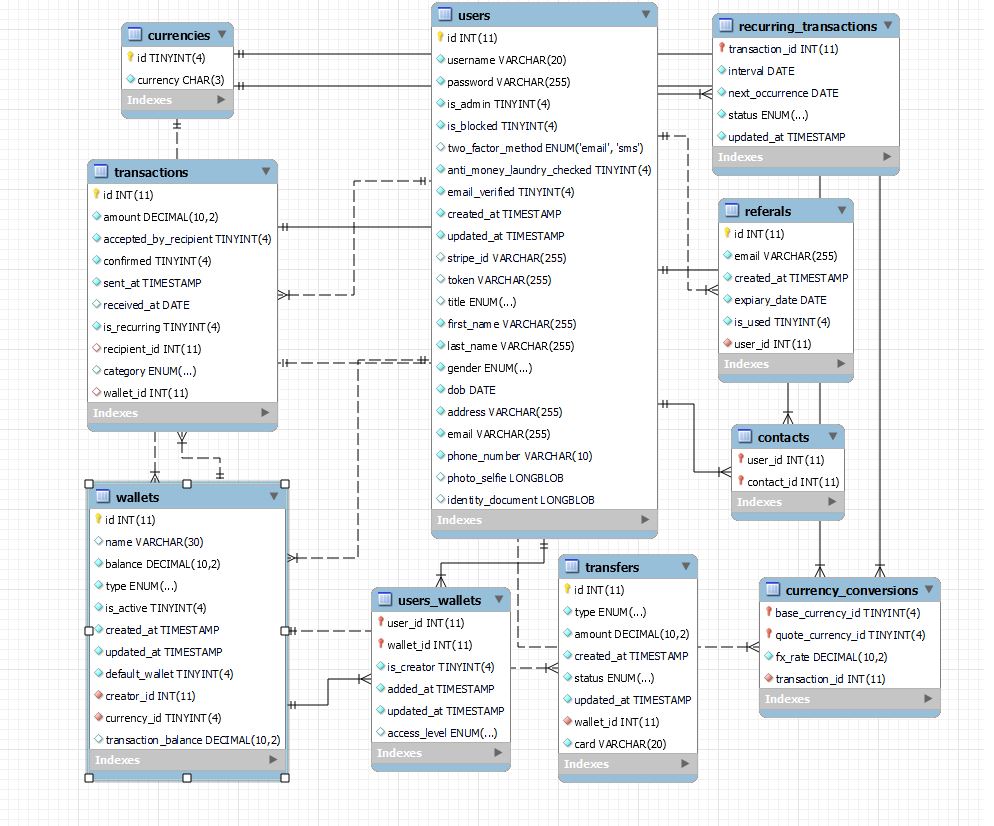 currencies
id TINYINT(4)
currency CHAR(3)
Indexes
users
id INT(11)
username VARCHAR(20)
password VARCHAR(255)
is_admin TINYINT(4)
is_blocked TINYINT(4)
two_factor_method ENUM('email', 'sms')
anti_money_laundry_checked TINYINT(4)
email_verified TINYINT(4)
created_at TIMESTAMP
updated_at TIMESTAMP
stripe_id VARCHAR(255)
token VARCHAR(255)
title ENUM(...)
first_name VARCHAR(255)
last_name VARCHAR(255)
gender ENUM(...)
dob DATE
address VARCHAR(255)
email VARCHAR(255)
phone_number VARCHAR(10)
photo_selfie LONGBLOB
identity_document LONGBLOB
Indexes
recurring_transactions
transaction_id INT(11)
interval DATE
next_occurrence DATE
status ENUM(...)
updated_at TIMESTAMP
Indexes
transactions
id INT(11)
amount DECIMAL(10,2)
accepted_by_recipient TINYINT(4)
confirmed TINYINT(4)
sent_at TIMESTAMP
received_at DATE
is_recurring TINYINT(4)
recipient_id INT(11)
category ENUM(...)
wallet_id INT(11)
Indexes
referals
id INT(11)
email VARCHAR(255)
created_at TIMESTAMP
expiary_date DATE
is_used TINYINT(4)
user_id INT(11)
Indexes
contacts
user_id INT(11)
contact_id INT(11)
Indexes
wallets
id INT(11)
name VARCHAR(30)
balance DECIMAL(10,2)
type ENUM(...)
is_active TINYINT(4)
created_at TIMESTAMP
updated_at TIMESTAMP
default_wallet TINYINT(4)
creator_id INT(11)
currency_id TINYINT(4)
transaction_balance DECIMAL(10,2)
Indexes
users_wallets
user_id INT(11)
wallet_id INT(11)
is_creator TINYINT(4)
added_at TIMESTAMP
updated_at TIMESTAMP
access_level ENUM(...)
Indexes
transfers
id INT(11)
type ENUM(...)
amount DECIMAL(10,2)
created_at TIMESTAMP
status ENUM(...)
updated_at TIMESTAMP
wallet_id INT(11)
card VARCHAR(20)
Indexes
currency_conversions
base_currency_id TINYINT(4)
quote_currency_id TINYINT(4)
fx_rate DECIMAL(10,2)
transaction_id INT(11)
Indexes